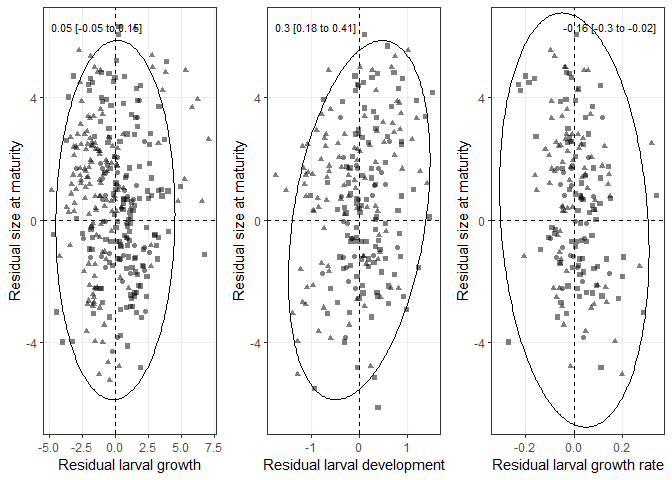 0.05 [-0.05 to 0.15]
4
0
-4
-5.0 -2.5 0.0 2.5 5.0 7.5
Residual larval growth
Residual size at maturity
0.3 [0.18 to 0.41]
4
0
-4
-1 0 1
Residual larval development
Residual size at maturity
-0.16 [-0.3 to -0.02]
4
0
-4
-0.2 0.0 0.2
Residual larval growth rate
Residual size at maturity